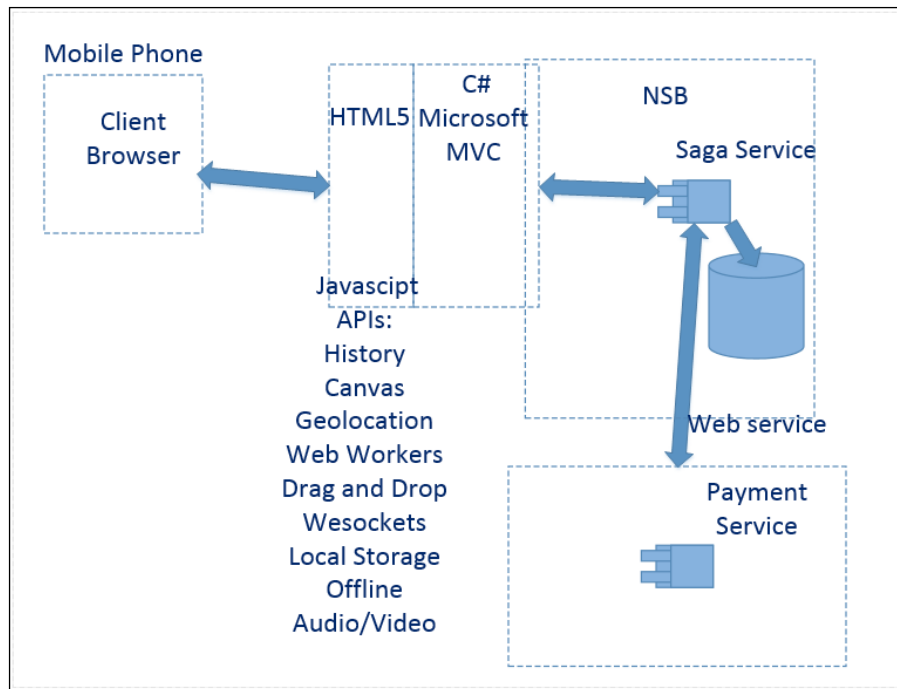 Mobile Phone
Client
Browser
HTML5
C#
Microsoft
MVC
NSB
Saga Service
Javascipt
APIs:
History
Canvas
Geolocation
Web Workers
Drag and Drop
Wesockets
Local Storage
Offline
Audio/Video
Web service
Payment
Service